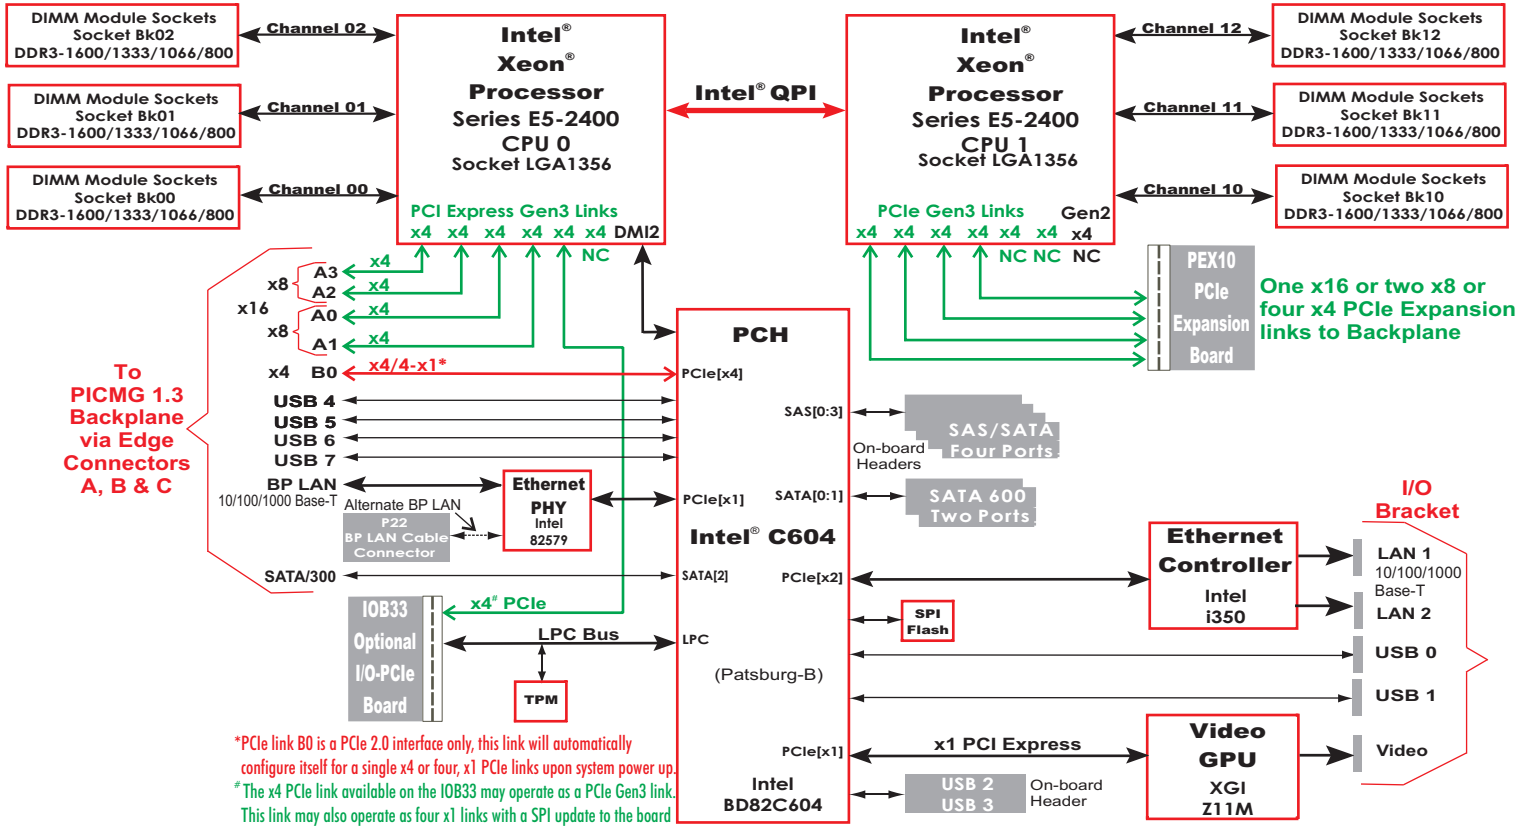 DIMM Module Sockets
Socket Bk02
DDR3-1600/1333/1066/800
Channel 02
DIMM Module Sockets
Socket Bk01
DDR3-1600/1333/1066/800
Channel 01
DIMM Module Sockets
Socket Bk00
DDR3-1600/1333/1066/800
Channel 00
Intel®
Xeon®
Processor
Series E5-2400
CPU 0
Socket LGA1356
PCI Express Gen3 Links
x4 x4 x4 x4 x4 x4 DMI2
NC
Intel® QPI
Intel®
Xeon®
Processor
Series E5-2400
CPU 1
Socket LGA1356
PCIe Gen3 Links
Gen2
x4 x4 x4 x4 x4 x4 x4
NC NC NC
Channel 12
DIMM Module Sockets
Socket Bk12
DDR3-1600/1333/1066/800
Channel 11
DIMM Module Sockets
Socket Bk11
DDR3-1600/1333/1066/800
Channel 10
DIMM Module Sockets
Socket Bk10
DDR3-1600/1333/1066/800
PEX10
PCIe
Expansion
Board
One x16 or two x8 or
four x4 PCIe Expansion
links to Backplane
To
PICMG 1.3
Backplane
via Edge
Connectors
A, B & C
x16
x8
A3 x4
A2 x4
x8
A0 x4
A1 x4
x4 B0 x4/4-x1*
USB 4
USB 5
USB 6
USB 7
BP LAN
10/100/1000 Base-T
Alternate BP LAN
P22
BP LAN Cable
Connector
Ethernet
PHY
Intel
82579
SATA/300
IOB33
Optional
I/O-PCIe
Board
x4# PCIe
LPC Bus
TPM
PCH
PCIe[x4]
SAS[0:3]
SATA[0:1]
PCIe[x1]
Intel® C604
PCIe[x2]
SATA[2]
LPC
(Patsburg-B)
PCIe[x1]
Intel
BD82C604
SAS/SATA
Four Ports
On-board
Headers
SATA 600
Two Ports
SPI
Flash
Ethernet
Controller
Intel
i350
I/O
Bracket
LAN 1
10/100/1000
Base-T
LAN 2
USB 0
USB 1
x1 PCI Express
Video
GPU
XGI
Z11M
Video
USB 2
USB 3
On-board
Header
*PCIe link B0 is a PCIe 2.0 interface only, this link will automatically
configure itself for a single x4 or four, x1 PCIe links upon system power up.
# The x4 PCIe link available on the IOB33 may operate as a PCIe Gen3 link.
This link may also operate as four x1 links with a SPI update to the board